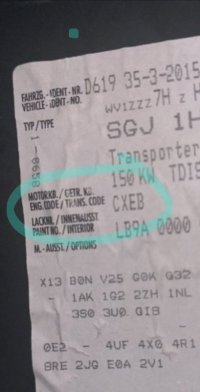 FAHRZG.-IDENT-NR. D619 35-3-2015
VEHICLE-IDENT-NO. WV1ZZZ7H Z H
TYP/TYPE SGJ 1H
Transporter
150 KW TDI5
MOTORKB./GETR.KB.
ENG.CODE/TRANS.CODE CXEB
LACKNR./INNENAUSST
PAINT NO./INTERIOR LB9A 0000
M.-AUSST./OPTIONS
X13 B0N V25 G0K Q32
- 1AK 1G2 2ZH 1NL
3S0 3U0 GIB
0E2 - 4UF 4X0 4R1
BRE 2JG E0A 2V1